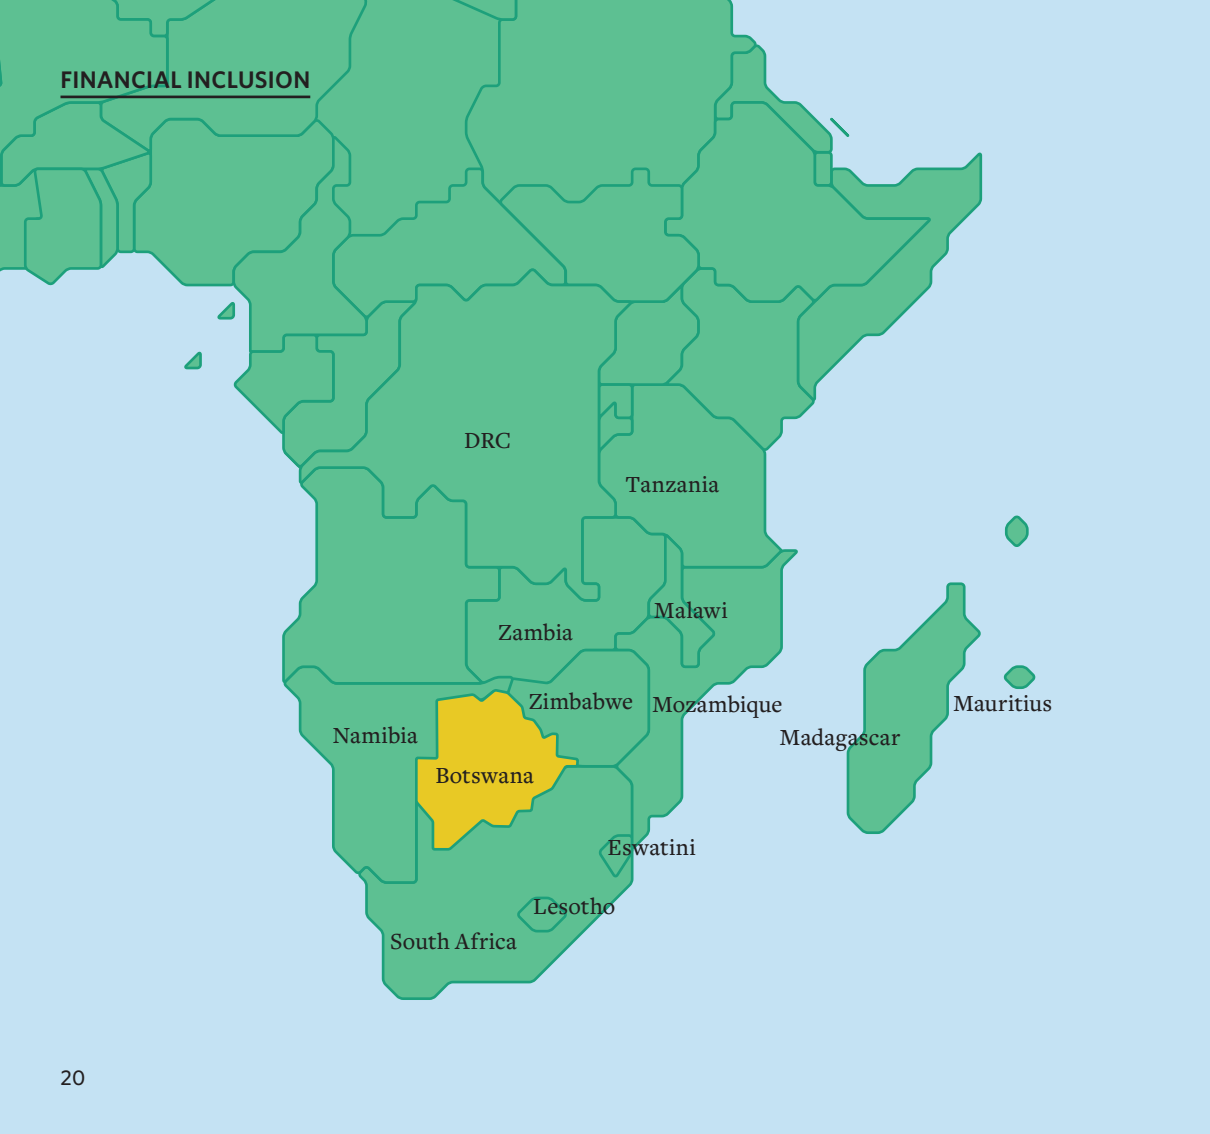 FINANCIAL INCLUSION
DRC
Tanzania
Malawi
Zambia
Zimbabwe
Mozambique
Mauritius
Namibia
Madagascar
Botswana
Eswatini
Lesotho
South Africa
20